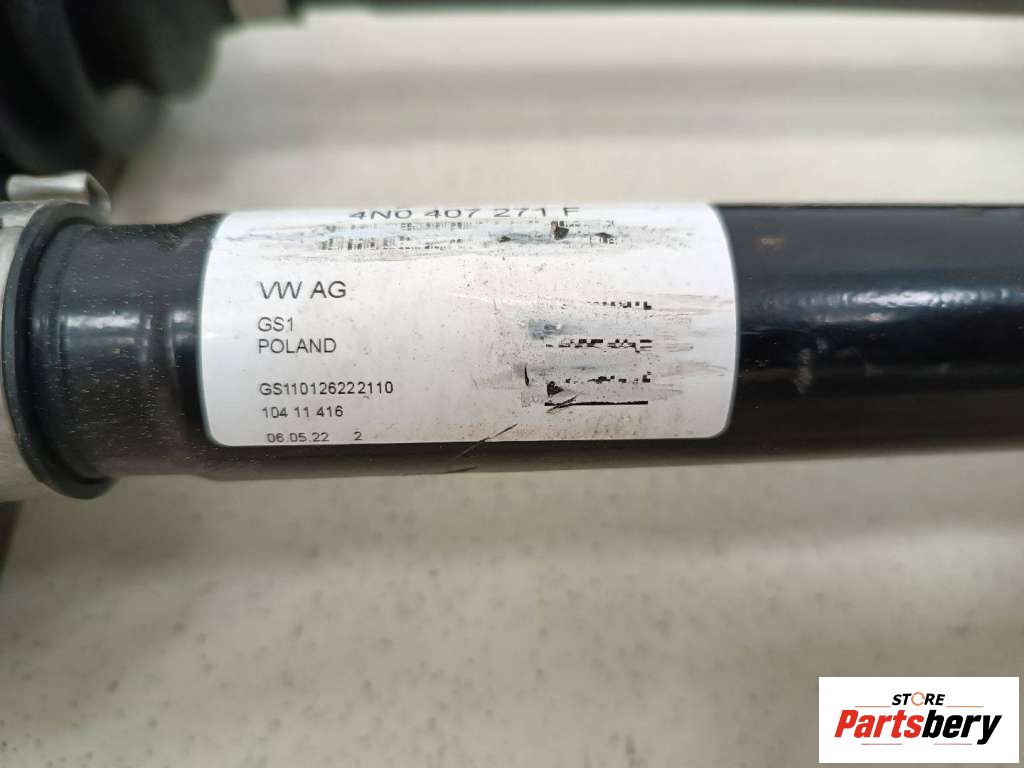 4N0 407 271 F
VW AG
GS1
POLAND
GS110126222110
104 11 416
06.05.22 2
STORE
Partsbery